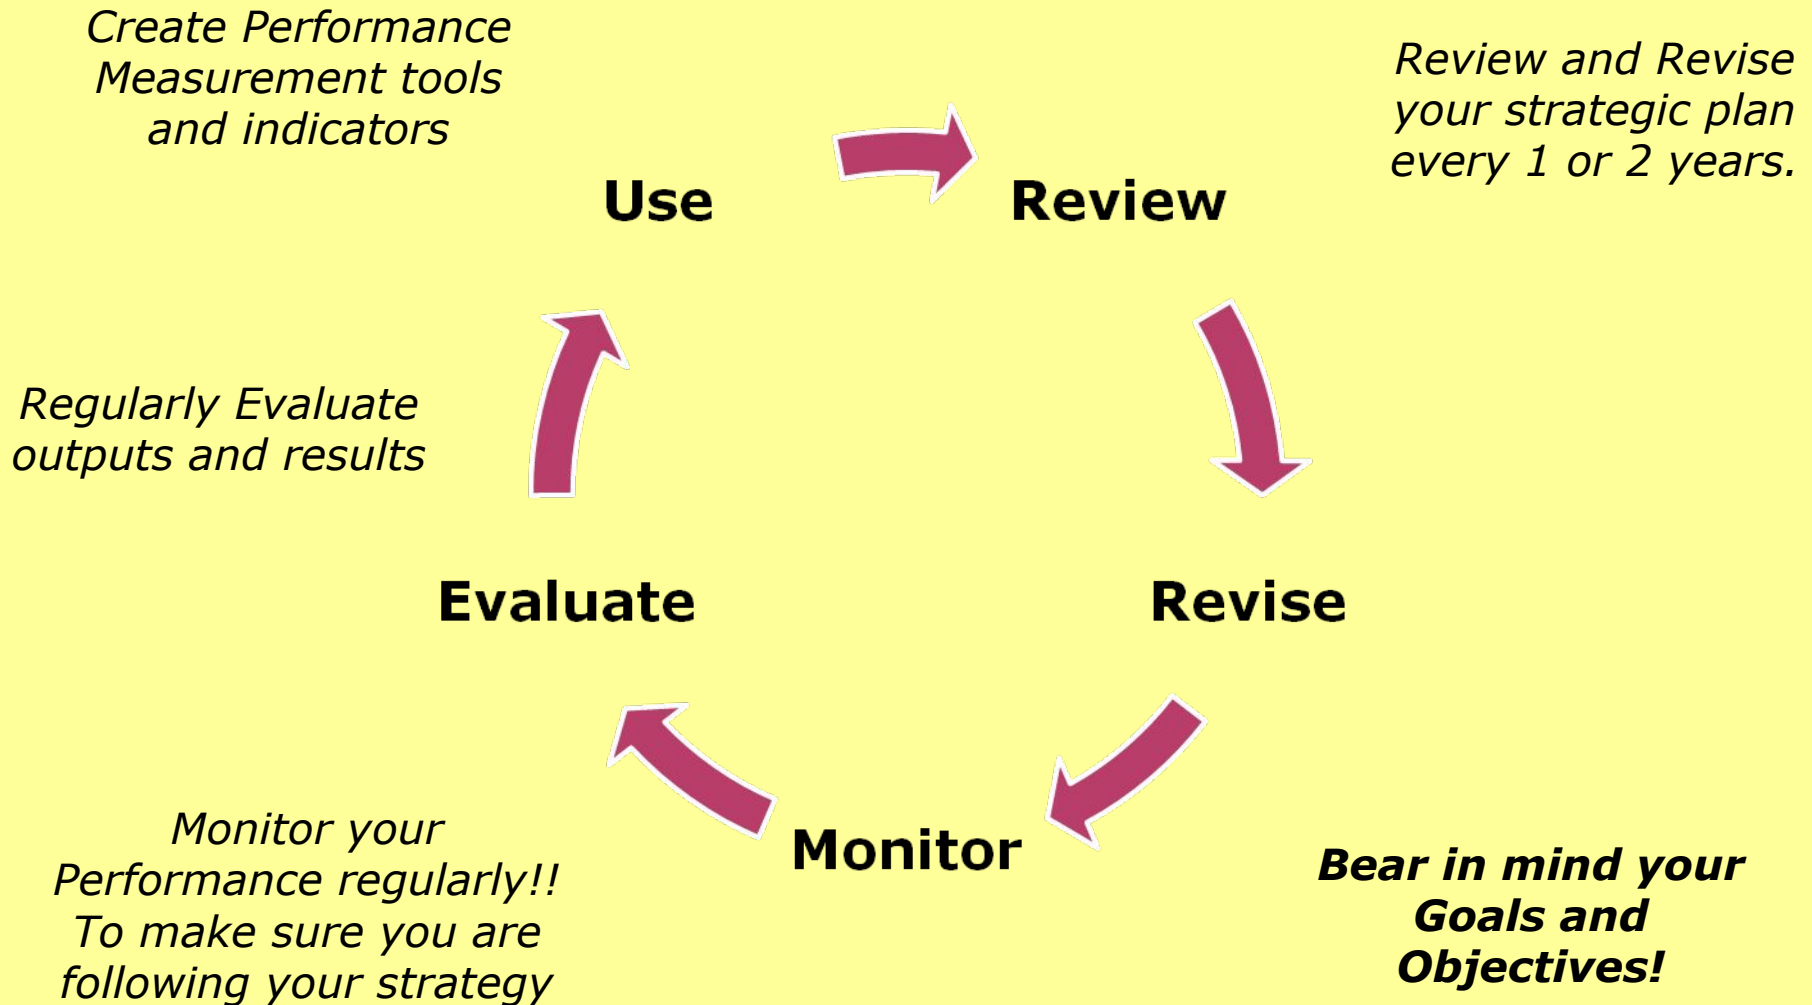 Create Performance
Measurement tools
and indicators
Review and Revise
your strategic plan
every 1 or 2 years.
Use
Review
Regularly Evaluate
outputs and results
Evaluate
Revise
Monitor your
Performance regularly!!
To make sure you are
following your strategy
Monitor
Bear in mind your
Goals and
Objectives!